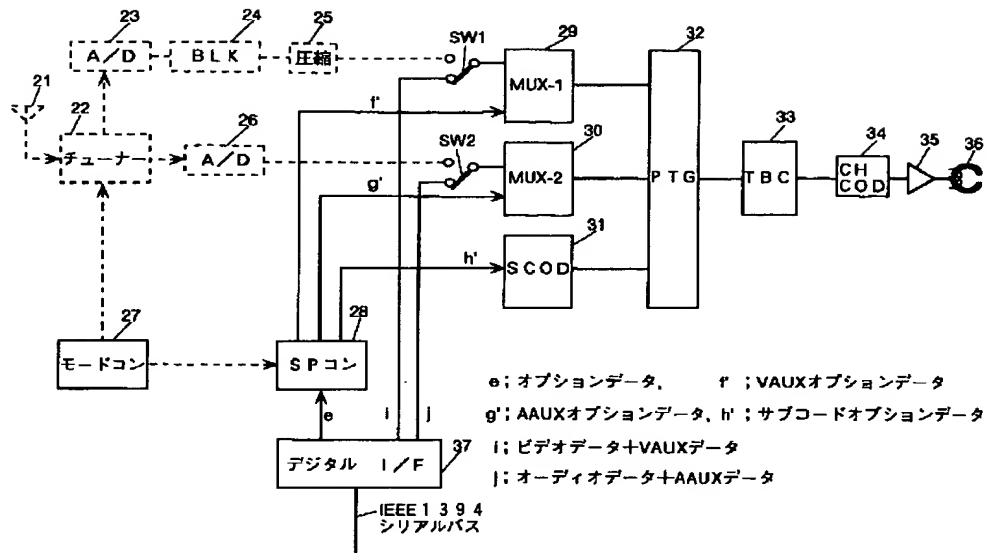 23
24
25
A／D
BLK
圧縮
SW1
29
MUX-1
32
21
22
チューナー
26
A／D
f'
SW2
30
MUX-2
g'
PTG
33
TBC
34
CH
COD
35
36
31
SCOD
h'
27
モードコン
28
SPコン
e
i
j
37
デジタル I／F
IEEE1394
シリアルバス
e；オプションデータ, f'；VAUXオプションデータ
g'；AAUXオプションデータ, h'；サブコードオプションデータ
i；ビデオデータ＋VAUXデータ
j；オーディオデータ＋AAUXデータ